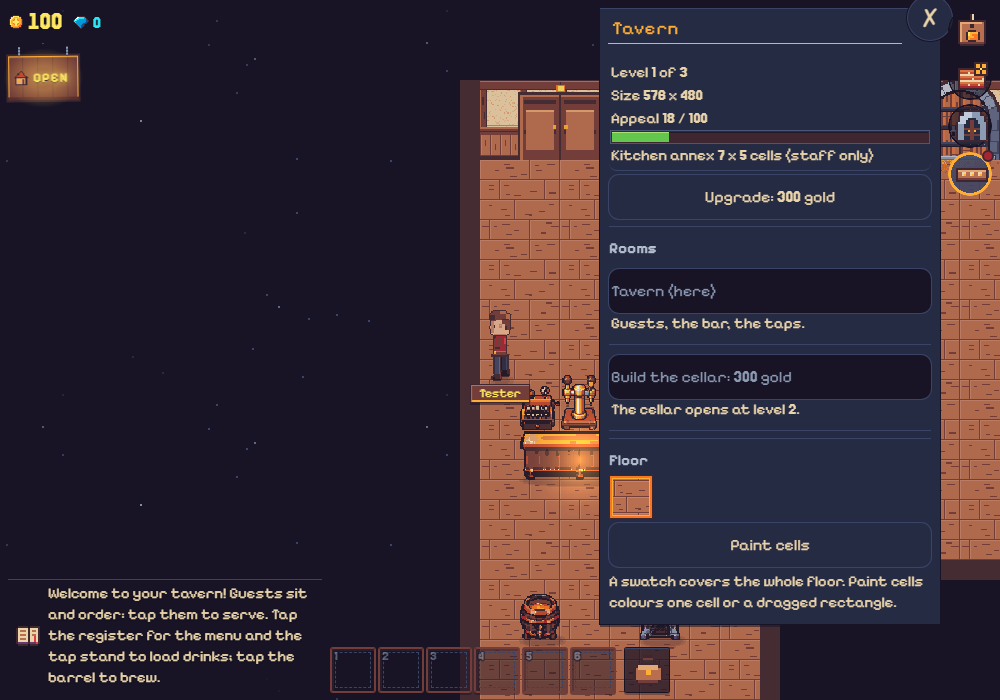 100
0
OPEN
Tavern
X
Level 1 of 3
Size 576 x 480
Appeal 18 / 100
Kitchen annex 7 x 5 cells (staff only)
Upgrade: 300 gold
Rooms
Tavern (here)
Guests, the bar, the taps.
Build the cellar: 300 gold
The cellar opens at level 2.
Floor
Paint cells
A swatch covers the whole floor. Paint cells
colours one cell or a dragged rectangle.
Tester
Welcome to your tavern! Guests sit
and order: tap them to serve. Tap
the register for the menu and the
tap stand to load drinks; tap the
barrel to brew.
1 2 3 4 5 6